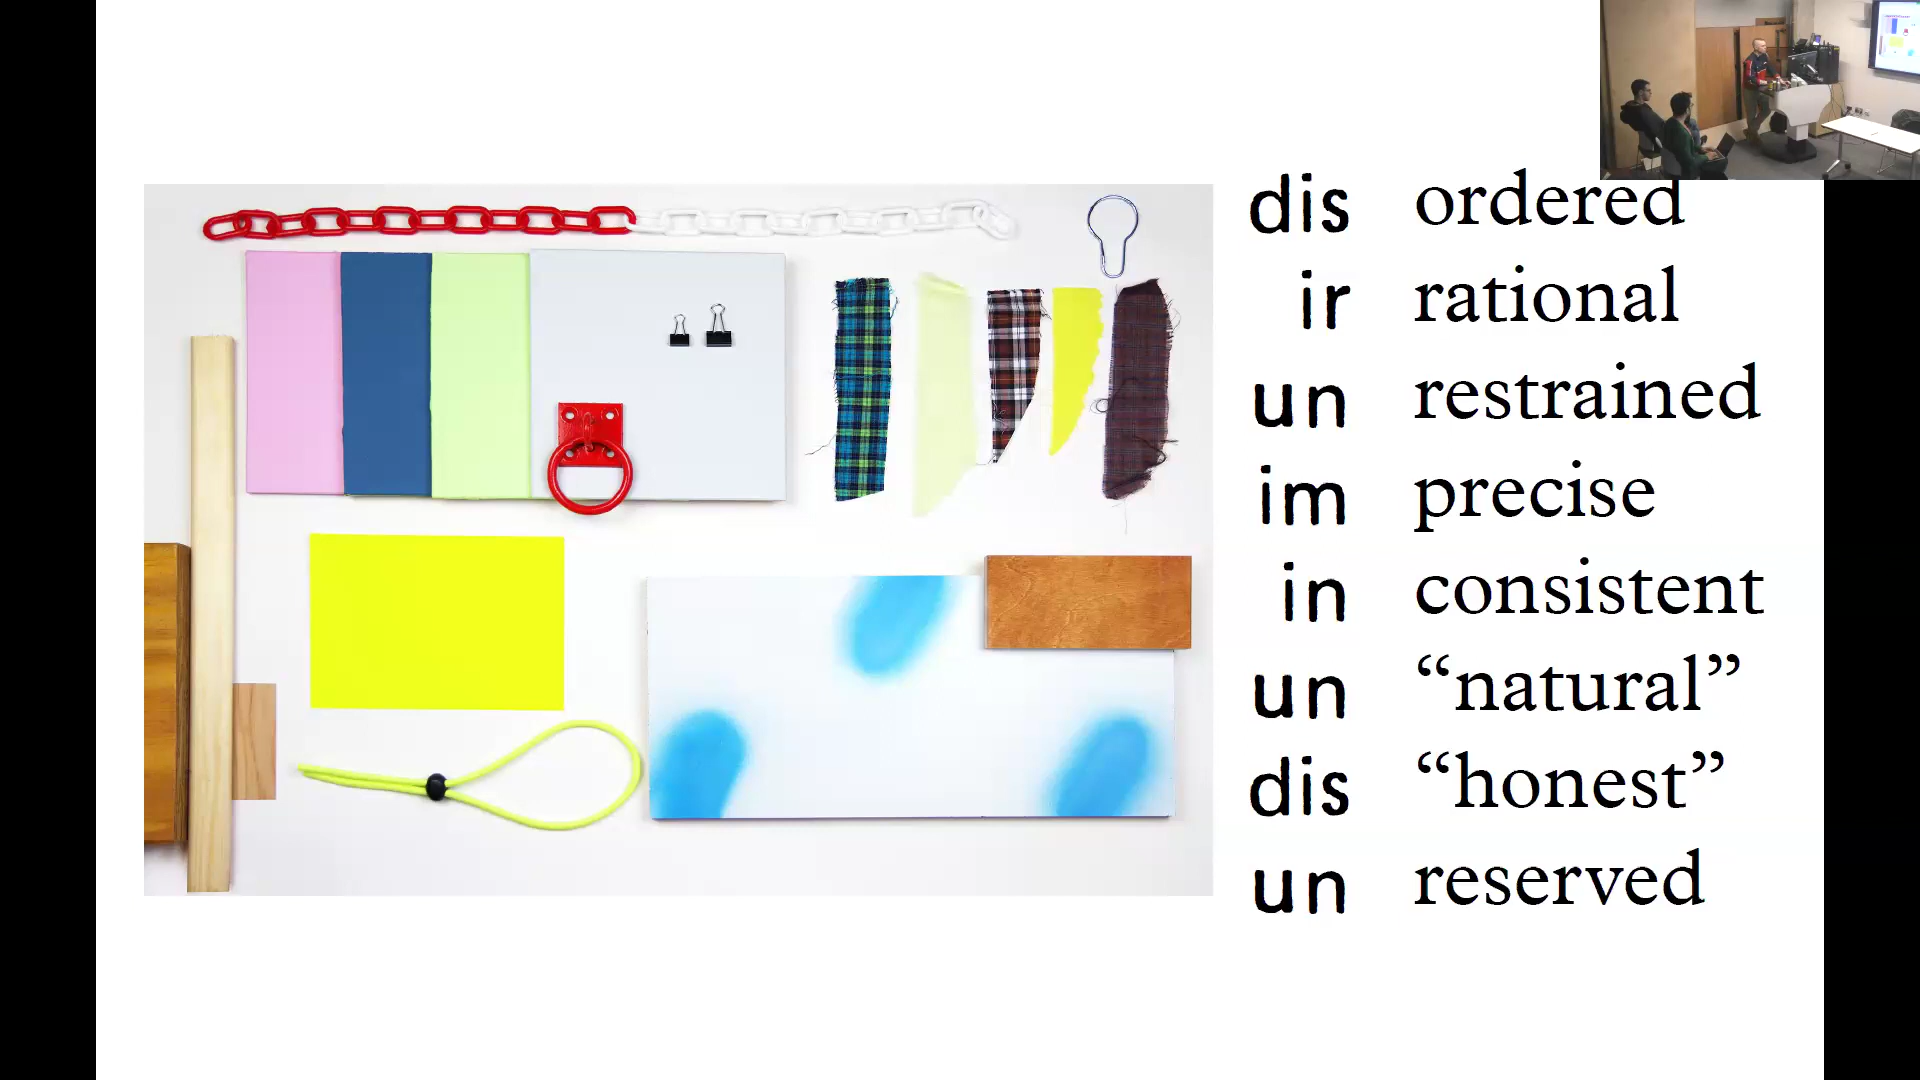 dis ordered
ir rational
un restrained
im precise
in consistent
un “natural”
dis “honest”
un reserved